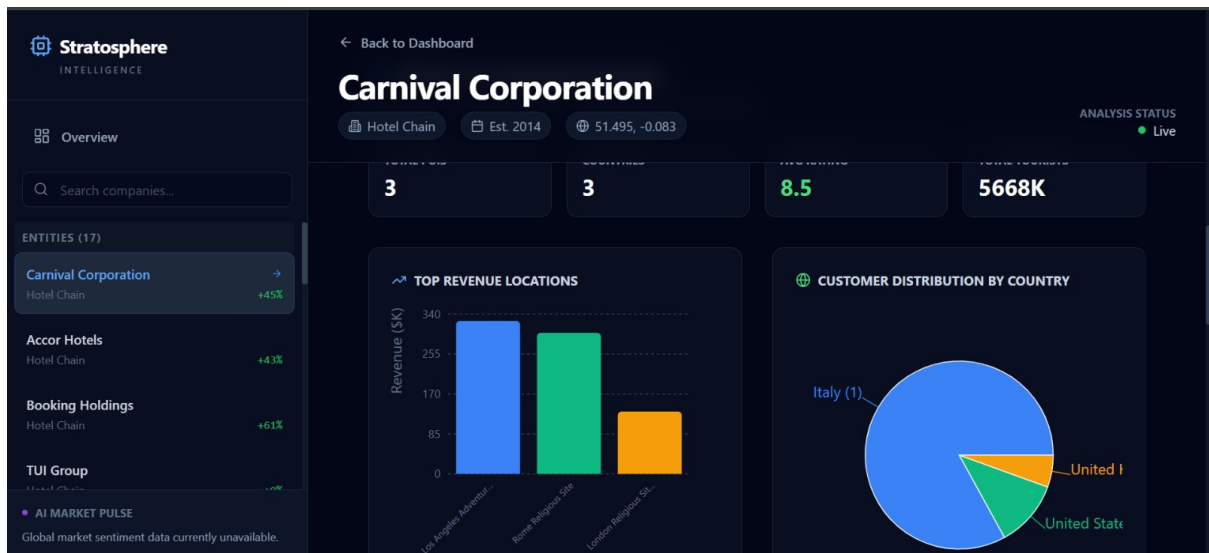 Stratosphere
INTELLIGENCE
Overview
Search companies...
ENTITIES (17)
Carnival Corporation
Hotel Chain
+45%
Accor Hotels
Hotel Chain
+43%
Booking Holdings
Hotel Chain
+61%
TUI Group
AI MARKET PULSE
Global market sentiment data currently unavailable.
Back to Dashboard
Carnival Corporation
Hotel Chain
Est. 2014
51.495, -0.083
ANALYSIS STATUS
Live
3
3
8.5
5668K
TOP REVENUE LOCATIONS
Revenue ($K)
340
255
170
85
0
Los Angeles Adventur...
Rome Religious Site
London Religious Sit...
CUSTOMER DISTRIBUTION BY COUNTRY
Italy (1)
United
United State